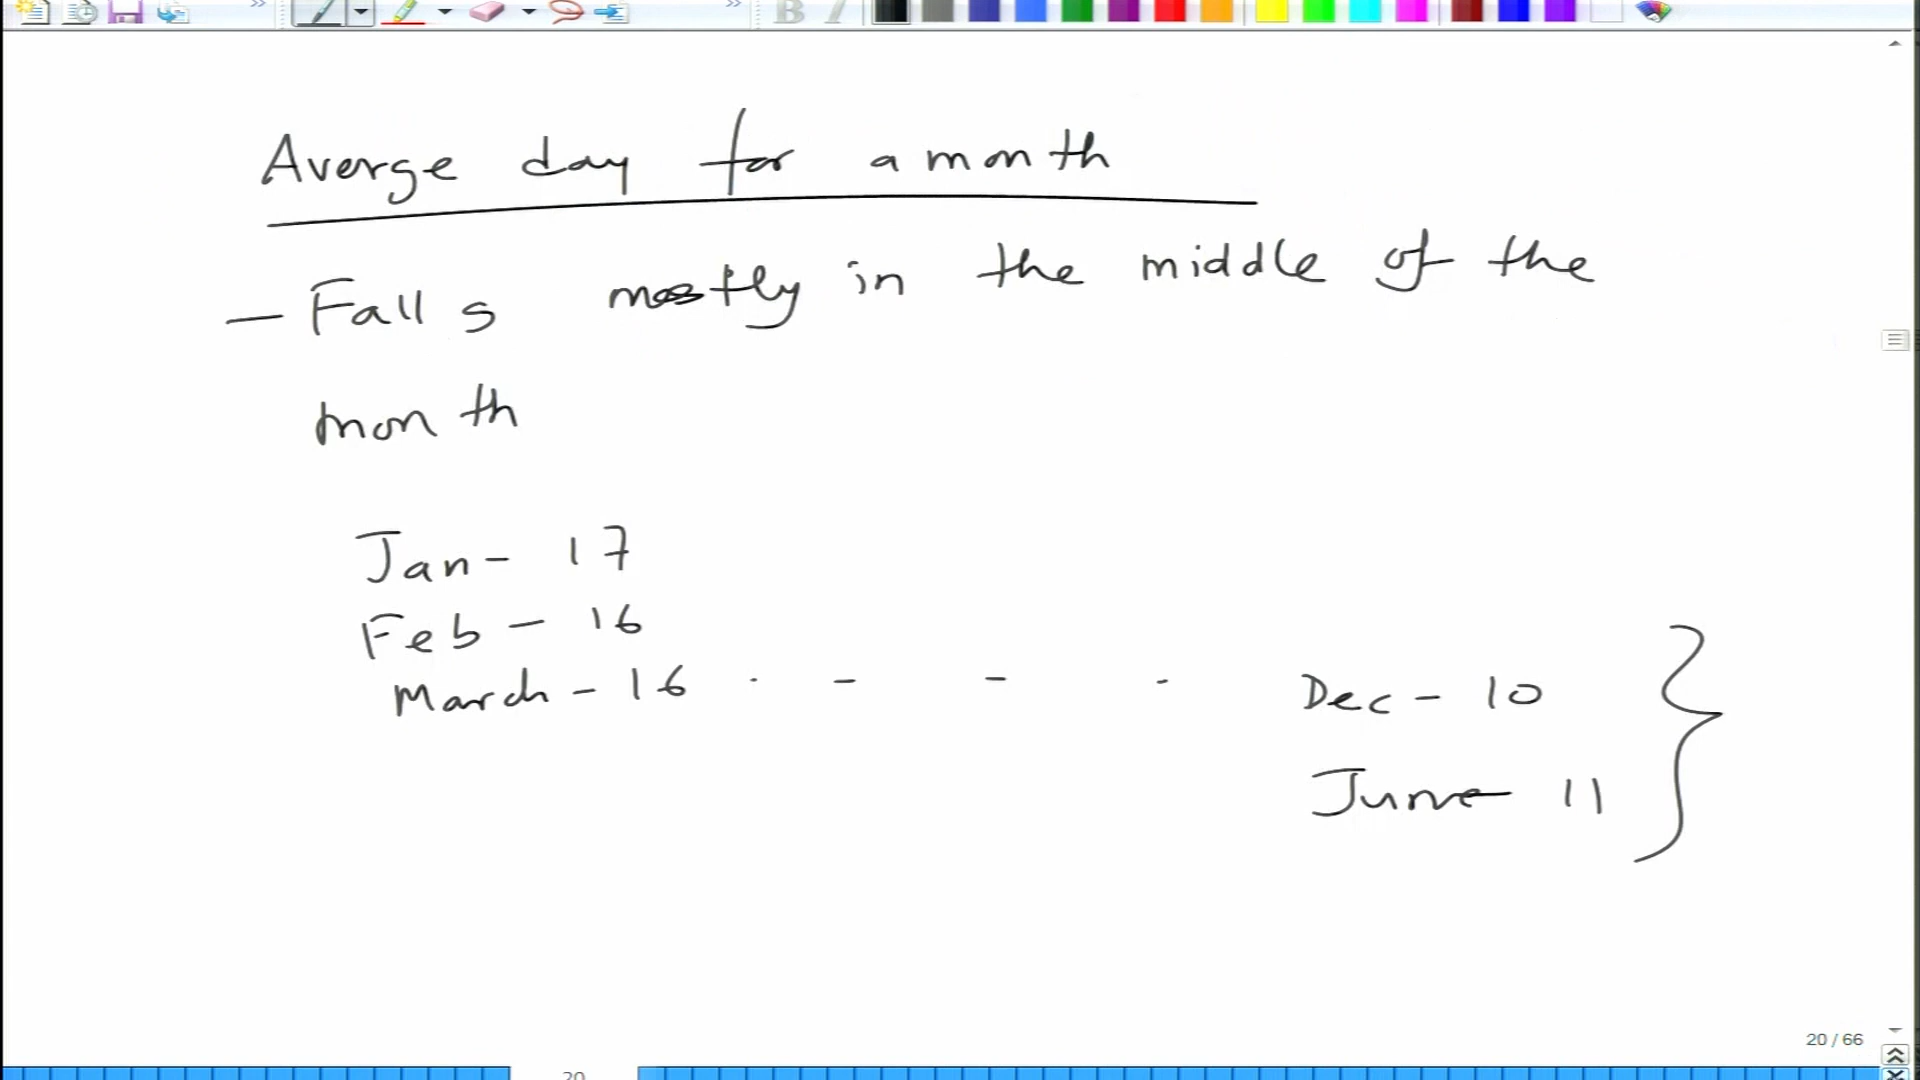 Averge day for a month
- Falls mostly in the middle of the
month
Jan - 17
Feb - 16
March - 16 . - - . Dec - 10
June 11
20 / 66
20